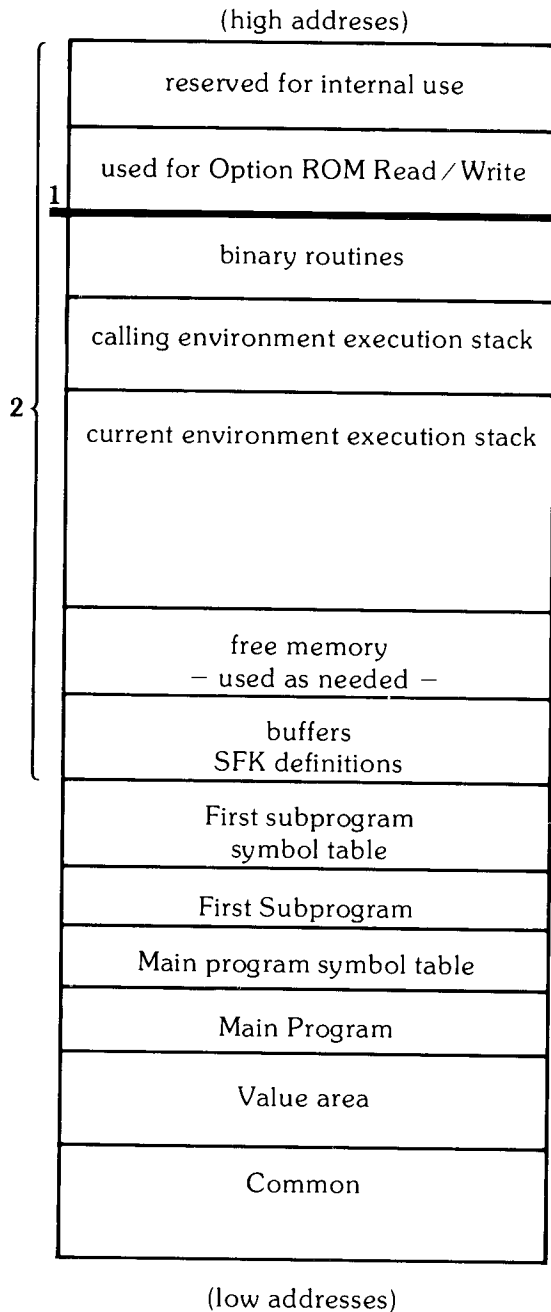 (high addreses)
reserved for internal use
used for Option ROM Read / Write
1
binary routines
calling environment execution stack
2
current environment execution stack
free memory
– used as needed –
buffers
SFK definitions
First subprogram
symbol table
First Subprogram
Main program symbol table
Main Program
Value area
Common
(low addresses)